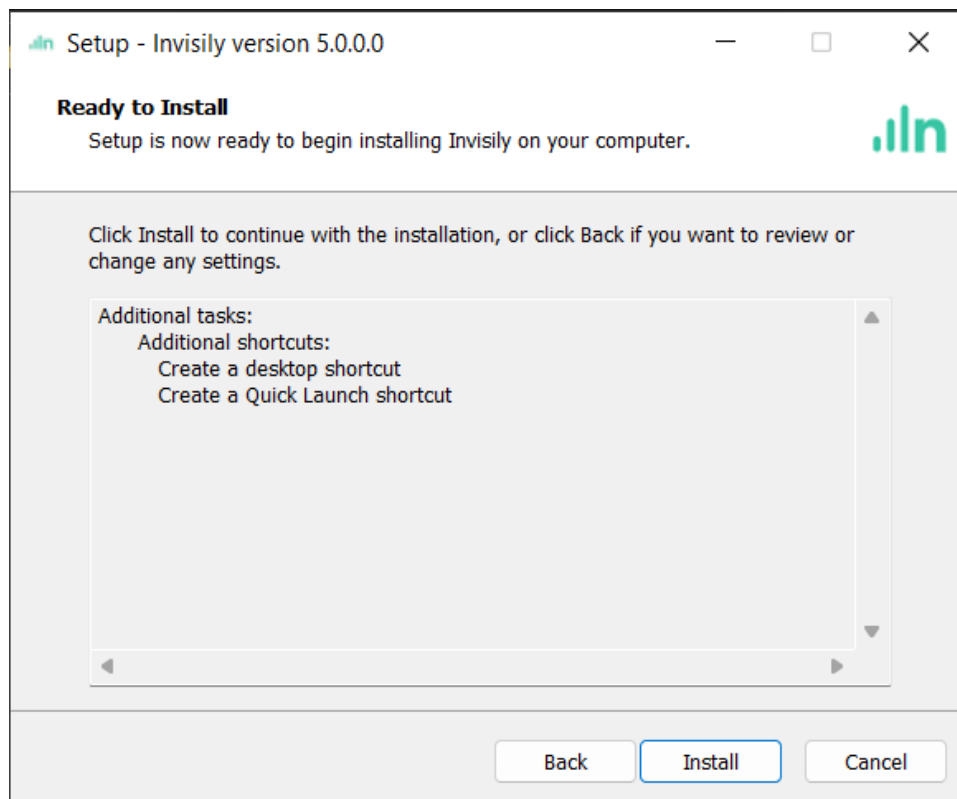 Setup - Invisily version 5.0.0.0
Ready to Install
Setup is now ready to begin installing Invisily on your computer.
In
Click Install to continue with the installation, or click Back if you want to review or
change any settings.
Additional tasks:
Additional shortcuts:
Create a desktop shortcut
Create a Quick Launch shortcut
Back
Install
Cancel